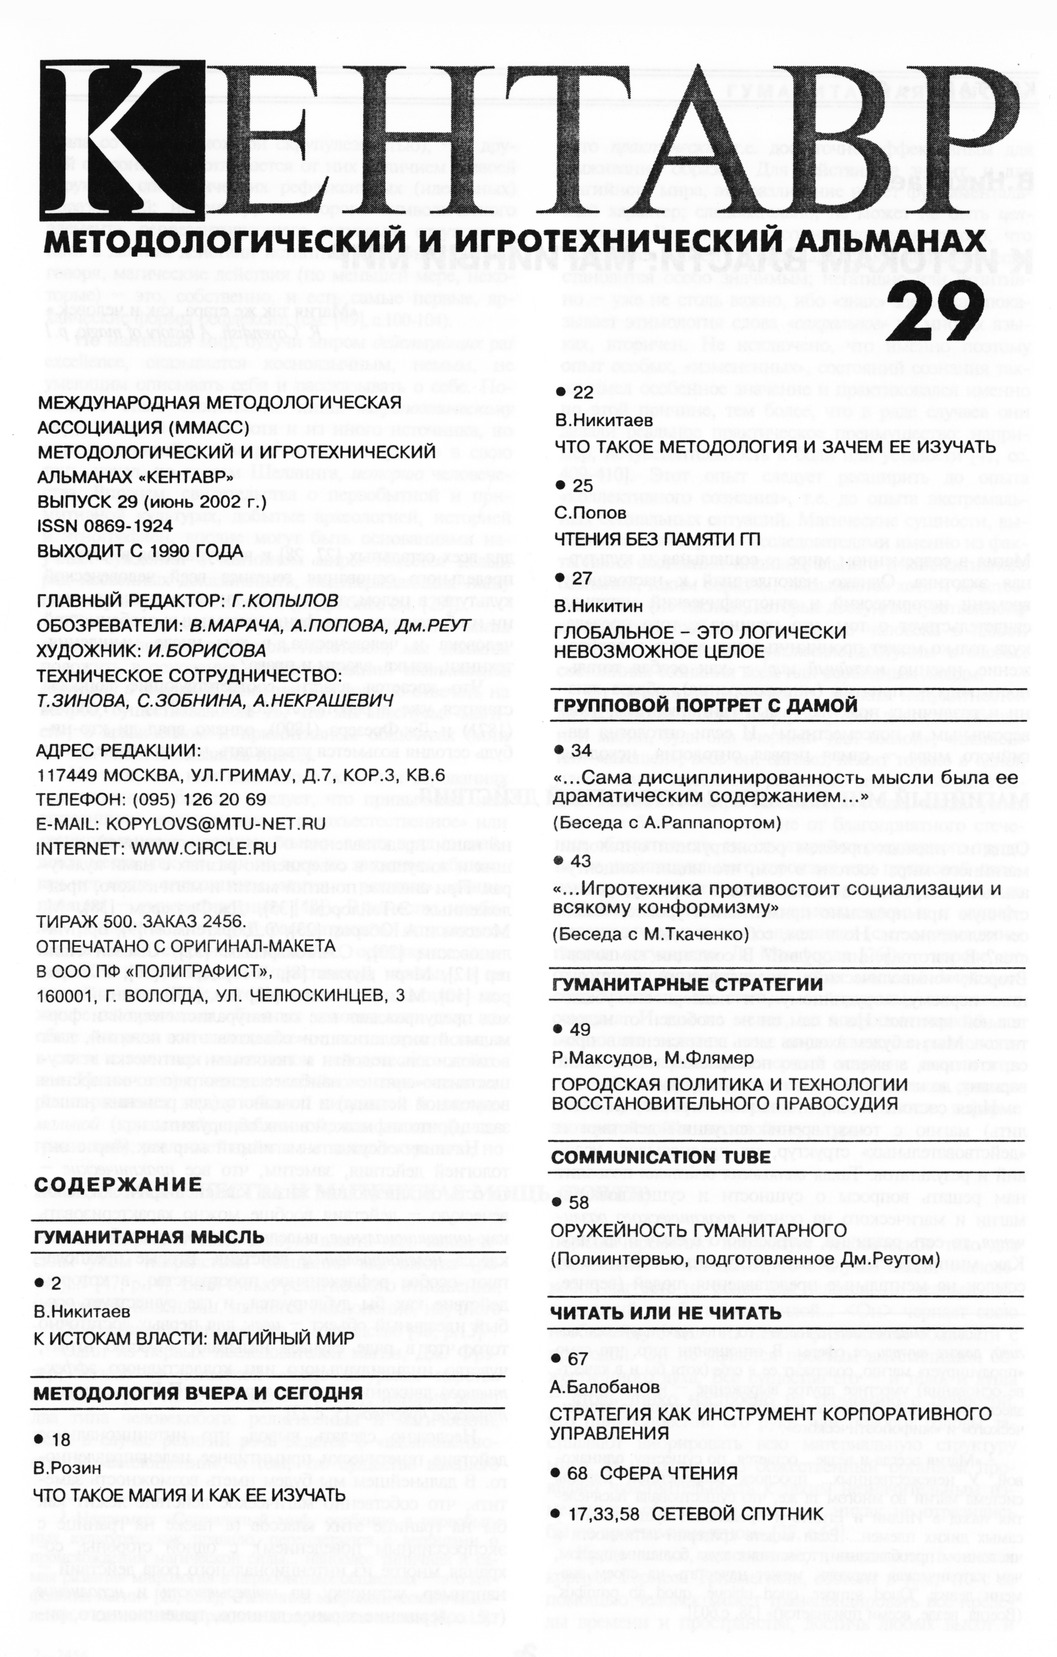 КЕНТАВР
МЕТОДОЛОГИЧЕСКИЙ И ИГРОТЕХНИЧЕСКИЙ АЛЬМАНАХ
29
МЕЖДУНАРОДНАЯ МЕТОДОЛОГИЧЕСКАЯ
АССОЦИАЦИЯ (ММАСС)
МЕТОДОЛОГИЧЕСКИЙ И ИГРОТЕХНИЧЕСКИЙ
АЛЬМАНАХ «КЕНТАВР»
ВЫПУСК 29 (июнь 2002 г.)
ISSN 0869-1924
ВЫХОДИТ С 1990 ГОДА
ГЛАВНЫЙ РЕДАКТОР: Г.КОПЫЛОВ
ОБОЗРЕВАТЕЛИ: В.МАРАЧА, А.ПОПОВА, Дм.РЕУТ
ХУДОЖНИК: И.БОРИСОВА
ТЕХНИЧЕСКОЕ СОТРУДНИЧЕСТВО:
Т.ЗИНОВА, С.ЗОБНИНА, А.НЕКТАШЕВИЧ
АДРЕС РЕДАКЦИИ:
117449 МОСКВА, УЛ.ГРИМАУ, Д.7, КОР.3, КВ.6
ТЕЛЕФОН: (095) 126 20 69
E-MAIL: KOPYLOVS@MTU-NET.RU
INTERNET: WWW.CIRCLE.RU
ТИРАЖ 500. ЗАКАЗ 2456.
ОТПЕЧАТАНО С ОРИГИНАЛ-МАКЕТА
В ООО ПФ «ПОЛИГРАФИСТ»,
160001, Г. ВОЛОГДА, УЛ. ЧЕЛЮСКИНЦЕВ, 3
СОДЕРЖАНИЕ
ГУМАНИТАРНАЯ МЫСЛЬ
● 2
В.Никитаев
К ИСТОКАМ ВЛАСТИ: МАГИЙНЫЙ МИР
МЕТОДОЛОГИЯ ВЧЕРА И СЕГОДНЯ
● 18
В.Розин
ЧТО ТАКОЕ МАГИЯ И КАК ЕЕ ИЗУЧАТЬ
● 22
В.Никитаев
ЧТО ТАКОЕ МЕТОДОЛОГИЯ И ЗАЧЕМ ЕЕ ИЗУЧАТЬ
● 25
С.Попов
ЧТЕНИЯ БЕЗ ПАМЯТИ ГП
● 27
В.Никитин
ГЛОБАЛЬНОЕ – ЭТО ЛОГИЧЕСКИ
НЕВОЗМОЖНОЕ ЦЕЛОЕ
ГРУППОВОЙ ПОРТРЕТ С ДАМОЙ
● 34
«...Сама дисциплинированность мысли была ее
драматическим содержанием...»
(Беседа с А.Раппапортом)
● 43
«...Игротехника противостоит социализации и
всякому конформизму»
(Беседа с М.Ткаченко)
ГУМАНИТАРНЫЕ СТРАТЕГИИ
● 49
Р.Максудов, М.Флямер
ГОРОДСКАЯ ПОЛИТИКА И ТЕХНОЛОГИИ
ВОССТАНОВИТЕЛЬНОГО ПРАВОСУДИЯ
COMMUNICATION TUBE
● 58
ОРУЖЕЙНОСТЬ ГУМАНИТАРНОГО
(Полиинтервью, подготовленное Дм.Реутом)
ЧИТАТЬ ИЛИ НЕ ЧИТАТЬ
● 67
А.Балобанов
СТРАТЕГИЯ КАК ИНСТРУМЕНТ КОРПОРАТИВНОГО
УПРАВЛЕНИЯ
● 68 СФЕРА ЧТЕНИЯ
● 17,33,58 СЕТЕВОЙ СПУТНИК